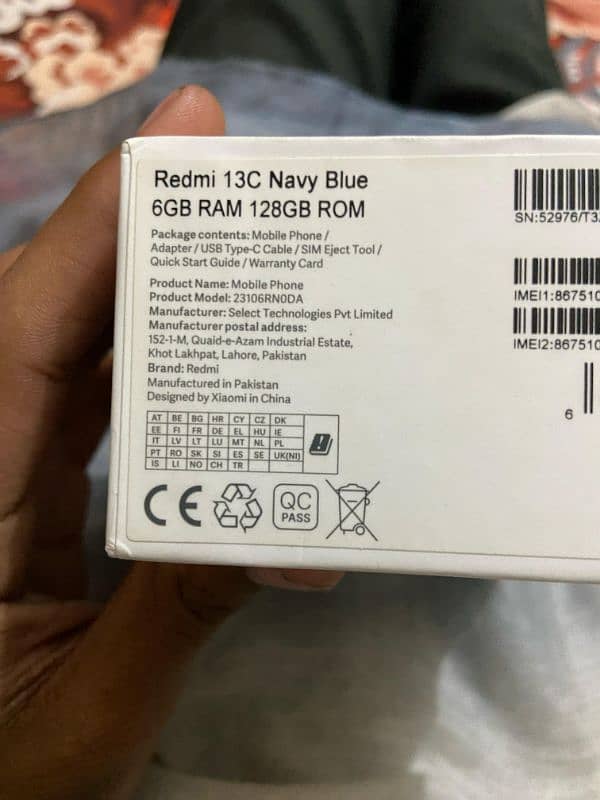 Redmi 13C Navy Blue
6GB RAM 128GB ROM
Package contents: Mobile Phone /
Adapter / USB Type-C Cable / SIM Eject Tool /
Quick Start Guide / Warranty Card
Product Name: Mobile Phone
Product Model: 23106RN0DA
Manufacturer: Select Technologies Pvt Limited
Manufacturer postal address:
152-1-M, Quaid-e-Azam Industrial Estate,
Khot Lakhpat, Lahore, Pakistan
Brand: Redmi
Manufactured in Pakistan
Designed by Xiaomi in China
AT BE BG HR CY CZ DK
EE FI FR DE EL HU IE
IT LV LT LU MT NL PL
PT RO SK SI ES SE UK(NI)
IS LI NO CH TR
CE
QC
PASS
SN:52976/T3
IMEI1:867510
IMEI2:867510
6